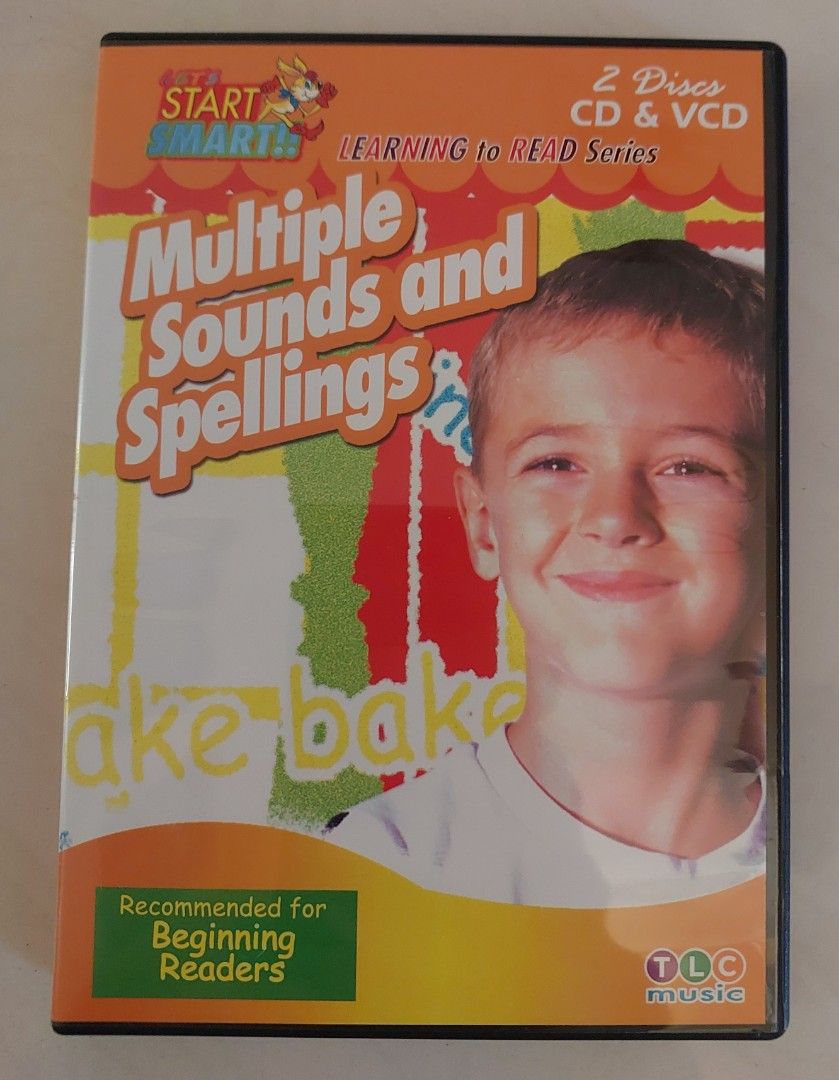 LET'S
START
SMART!!
2 Discs
CD & VCD
LEARNING to READ Series
Multiple
Sounds and
Spellings
ake bake
Recommended for
Beginning
Readers
TLC
music